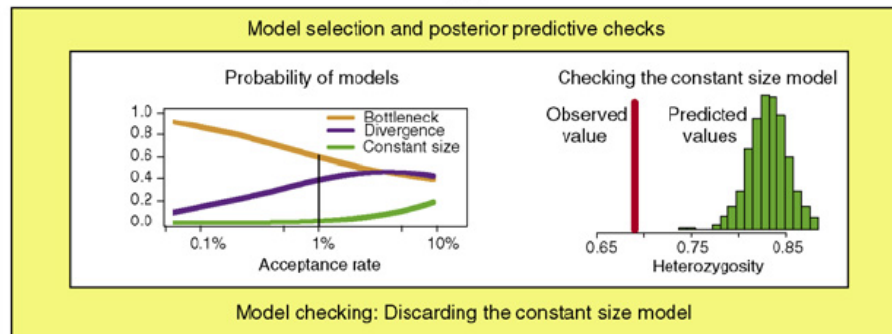 Model selection and posterior predictive checks
Probability of models
1.0
0.8
0.6
0.4
0.2
0.0
Bottleneck
Divergence
Constant size
0.1%
1%
10%
Acceptance rate
Checking the constant size model
Observed
value
Predicted
values
0.65
0.75
0.85
Heterozygosity
Model checking: Discarding the constant size model